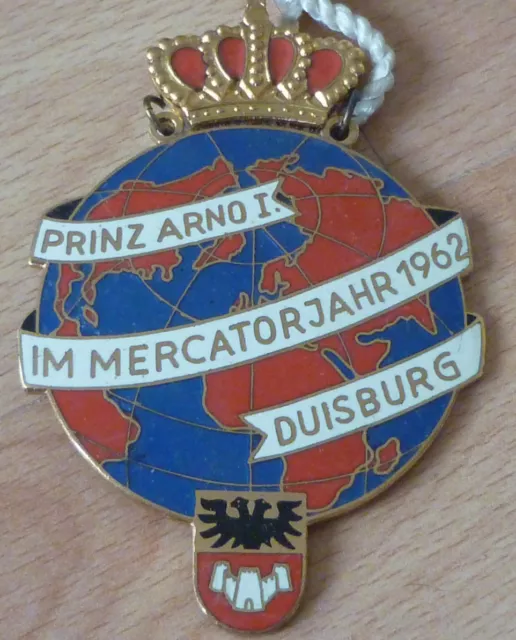 PRINZ ARNO I.
IM MERCATORJAHR 1962
DUISBURG